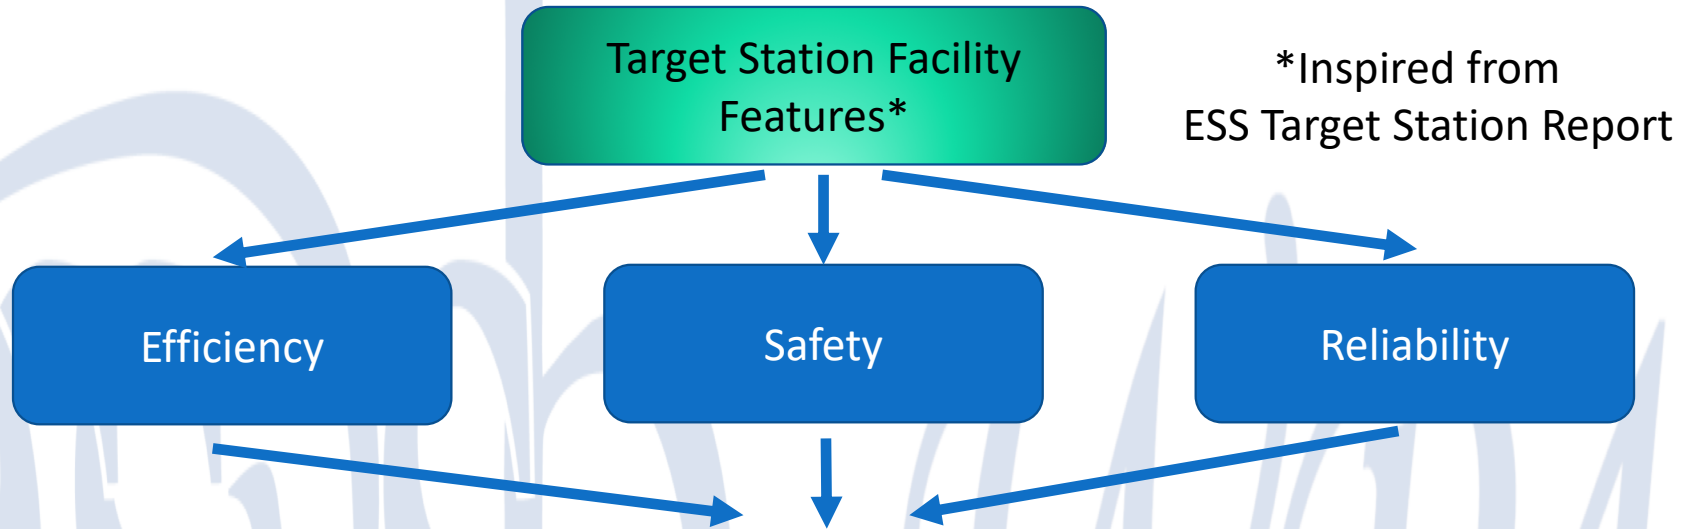 Target Station Facility
Features*
*Inspired from
ESS Target Station Report
Efficiency
Safety
Reliability